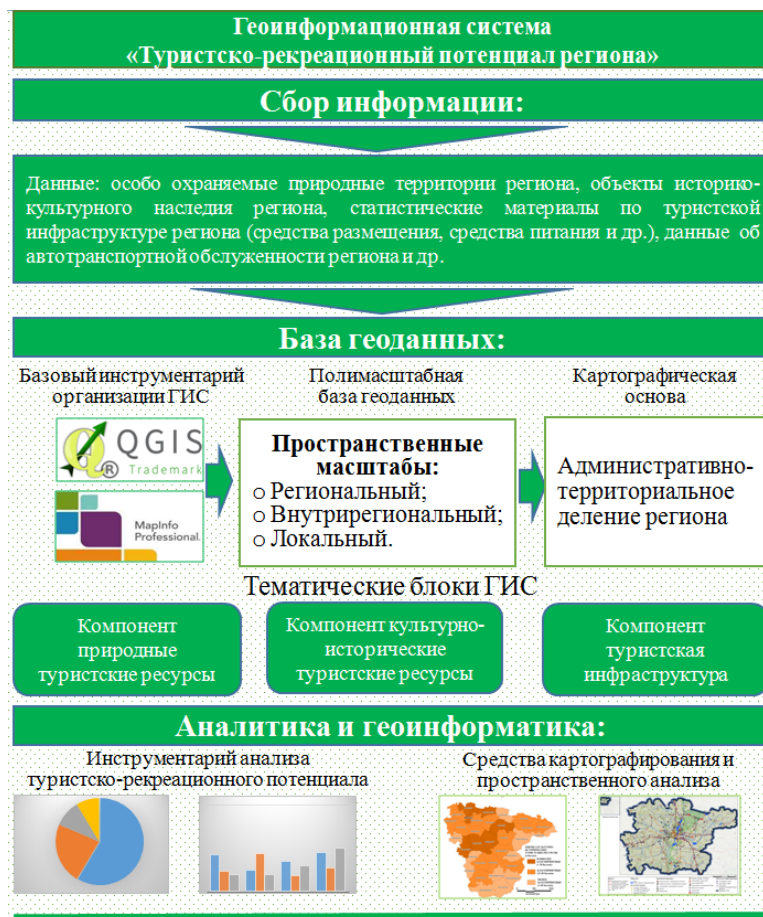 Геоинформационная система
«Туристско-рекреационный потенциал региона»
Сбор информации:
Данные: особо охраняемые природные территории региона, объекты историко-
культурного наследия региона, статистические материалы по туристской
инфраструктуре региона (средства размещения, средства питания и др.), данные об
автотранспортной обслуженности региона и др.
База геоданных:
Базовый инструментарий
организации ГИС
Полимасштабная
база геоданных
Картографическая
основа
QGIS
R
Trademark
MapInfo
Professional.
Пространственные
масштабы:
o Региональный;
o Внутрирегиональный;
o Локальный.
Административно-
территориальное
деление региона
Тематические блоки ГИС
Компонент
природные
туристские ресурсы
Компонент культурно-
исторические
туристские ресурсы
Компонент
туристская
инфраструктура
Аналитика и геоинформатика:
Инструментарий анализа
туристско-рекреационного потенциала
Средства картографирования и
пространственного анализа